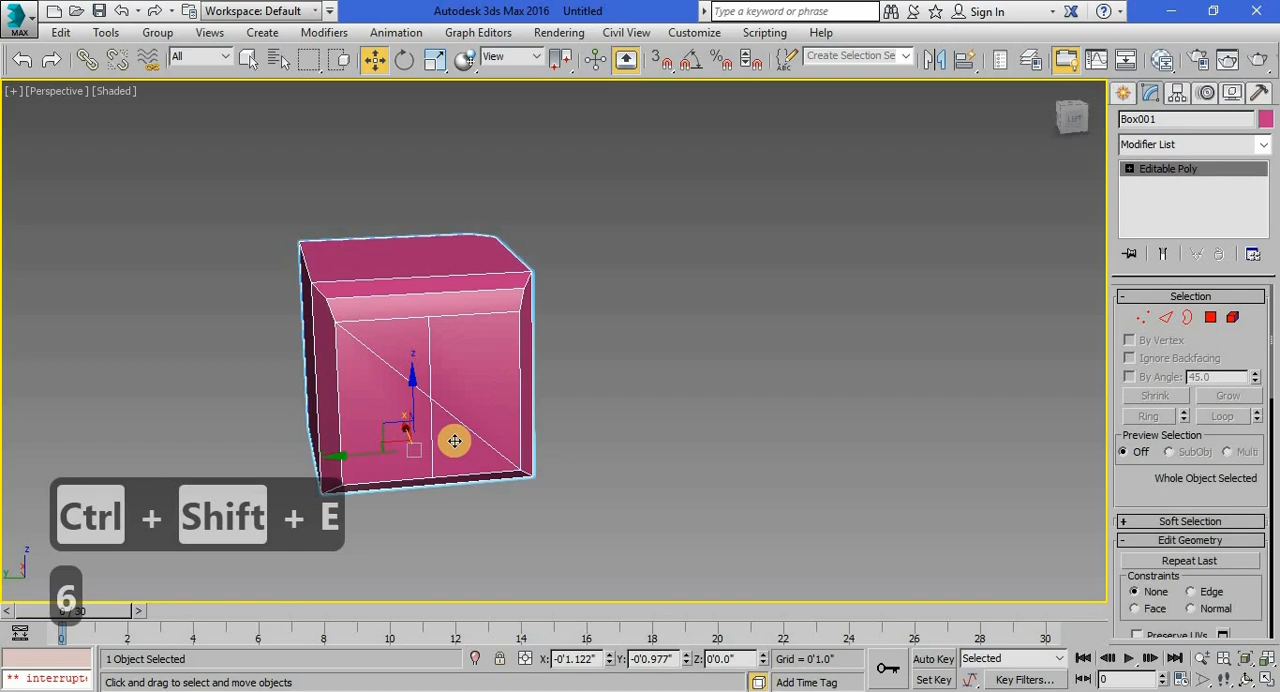 Workspace: Default
Autodesk 3ds Max 2016 Untitled
Type a keyword or phrase
Sign In
MAX
Edit Tools Group Views Create Modifiers Animation Graph Editors Rendering Civil View Customize Scripting Help
All
View
3
Create Selection Se
[+] [Perspective] [Shaded]
LEFT
Box001
Modifier List
Editable Poly
Selection
By Vertex
Ignore Backfacing
By Angle: 45.0
Shrink Grow
Ring Loop
Preview Selection
Off SubObj Multi
Whole Object Selected
Soft Selection
Edit Geometry
Repeat Last
Constraints
None Edge
Face Normal
Preserve UVs
z
x
Ctrl + Shift + E
6
z
x
y
0 / 30
0 2 4 6 8 10 12 14 16 18 20 22 24 26 28 30
1 Object Selected
X: -0'1.122" Y: -0'0.977" Z: 0'0.0" Grid = 0'1.0"
Auto Key Selected
** interrupt
Click and drag to select and move objects
Add Time Tag
Set Key Key Filters... 0